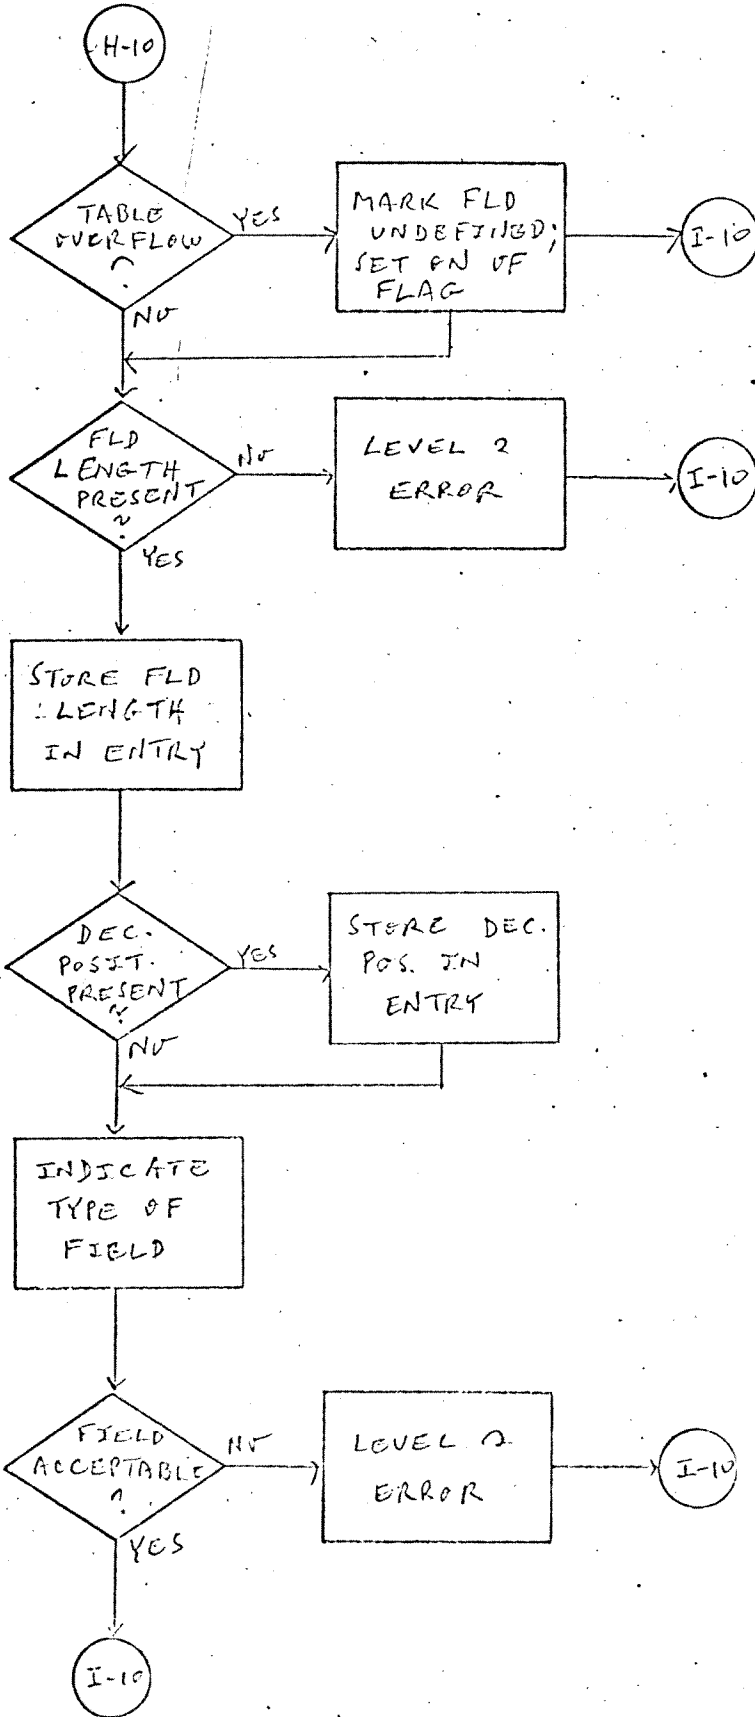 H-10
TABLE
OVERFLOW
?
YES
MARK FLD
UNDEFINED;
SET ON OF
FLAG
I-10
NO
FLD
LENGTH
PRESENT
?
NO
LEVEL 2
ERROR
I-10
YES
STORE FLD
LENGTH
IN ENTRY
DEC.
POSIT.
PRESENT
?
YES
STORE DEC.
POS. IN
ENTRY
NO
INDICATE
TYPE OF
FIELD
FIELD
ACCEPTABLE
?
NO
LEVEL 2
ERROR
I-10
YES
I-10